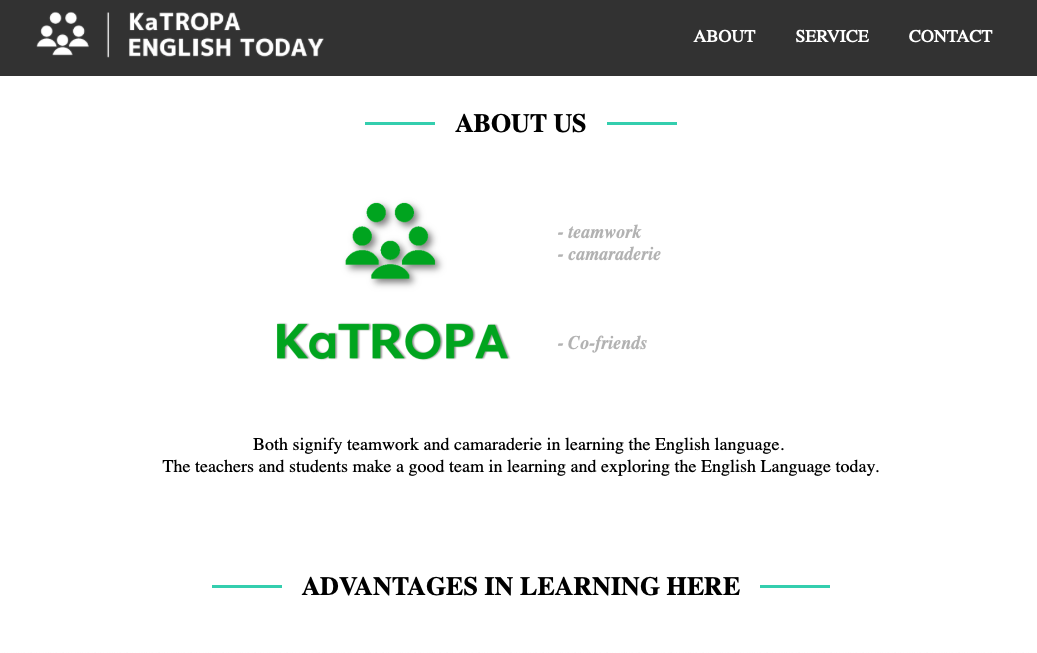 KaTROPA
ENGLISH TODAY
ABOUT SERVICE CONTACT
ABOUT US
- teamwork
- camaraderie
KaTROPA
- Co-friends
Both signify teamwork and camaraderie in learning the English language.
The teachers and students make a good team in learning and exploring the English Language today.
ADVANTAGES IN LEARNING HERE